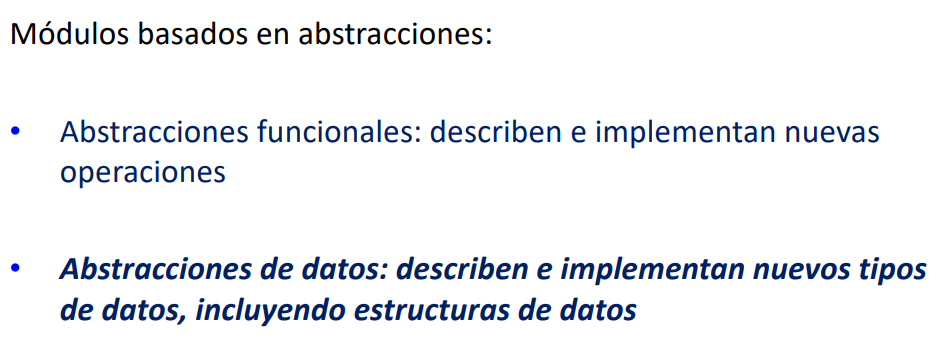 Módulos basados en abstracciones:
• Abstracciones funcionales: describen e implementan nuevas
operaciones
• Abstracciones de datos: describen e implementan nuevos tipos
de datos, incluyendo estructuras de datos